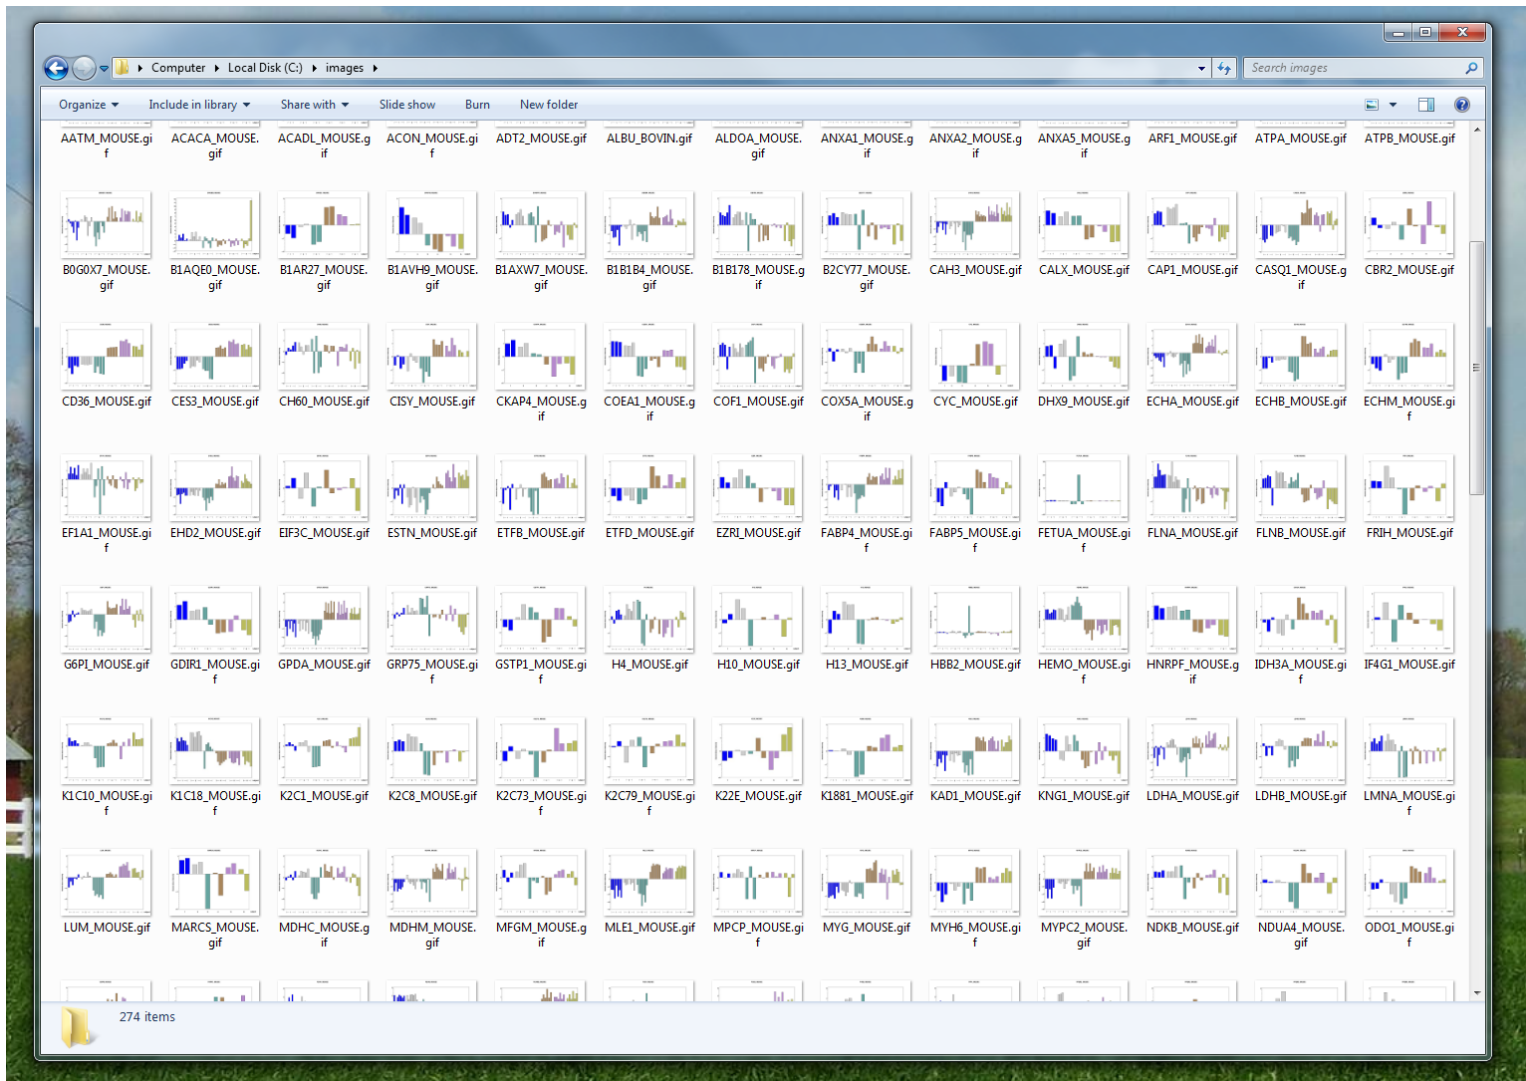 Computer ▸ Local Disk (C:) ▸ images ▸
Search images
Organize Include in library Share with Slide show Burn New folder
AATM_MOUSE.gi ACACA_MOUSE. ACADL_MOUSE.g ACON_MOUSE.gi ADT2_MOUSE.gif ALBU_BOVIN.gif ALDOA_MOUSE. ANXA1_MOUSE.g ANXA2_MOUSE.g ANXA5_MOUSE.g ARF1_MOUSE.gif ATPA_MOUSE.gif ATPB_MOUSE.gif
f gif if f gif if if if
B0G0X7_MOUSE. B1AQE0_MOUSE. B1AR27_MOUSE. B1AVH9_MOUSE. B1AXW7_MOUSE. B1B1B4_MOUSE. B1B178_MOUSE. B2CY77_MOUSE. CAH3_MOUSE.gif CALX_MOUSE.gif CAP1_MOUSE.gif CASQ1_MOUSE.g CBR2_MOUSE.gif
gif gif gif gif gif gif gif gif if
CD36_MOUSE.gif CES3_MOUSE.gif CH60_MOUSE.gif CISY_MOUSE.gif CKAP4_MOUSE.g COEA1_MOUSE.g COF1_MOUSE.gif COX5A_MOUSE.g CYC_MOUSE.gif DHX9_MOUSE.gif ECHA_MOUSE.gif ECHB_MOUSE.gif ECHM_MOUSE.gi
if if if f
EF1A1_MOUSE.gi EHD2_MOUSE.gif EIF3C_MOUSE.gif ESTN_MOUSE.gif ETFB_MOUSE.gif ETFD_MOUSE.gif EZRI_MOUSE.gif FABP4_MOUSE.gi FABP5_MOUSE.gi FETUA_MOUSE.gi FLNA_MOUSE.gif FLNB_MOUSE.gif FRIH_MOUSE.gif
f f f f
G6PI_MOUSE.gif GDIR1_MOUSE.gi GPDA_MOUSE.gif GRP75_MOUSE.gi GSTP1_MOUSE.gi H4_MOUSE.gif H10_MOUSE.gif H13_MOUSE.gif HBB2_MOUSE.gif HEMO_MOUSE.gi HNRPF_MOUSE.g IDH3A_MOUSE.gi IF4G1_MOUSE.gif
f f f f if f
K1C10_MOUSE.gi K1C18_MOUSE.gi K2C1_MOUSE.gif K2C8_MOUSE.gif K2C73_MOUSE.gi K2C79_MOUSE.gi K22E_MOUSE.gif K1881_MOUSE.gif KAD1_MOUSE.gif KNG1_MOUSE.gif LDHA_MOUSE.gif LDHB_MOUSE.gif LMNA_MOUSE.gi
f f f f f
LUM_MOUSE.gif MARCS_MOUSE. MDHC_MOUSE.g MDHM_MOUSE. MFGM_MOUSE.g MLE1_MOUSE.gif MPCP_MOUSE.gi MYG_MOUSE.gif MYH6_MOUSE.gi MYPC2_MOUSE. NDKB_MOUSE.gif NDUA4_MOUSE. ODO1_MOUSE.gi
gif if gif if f f gif gif f
274 items